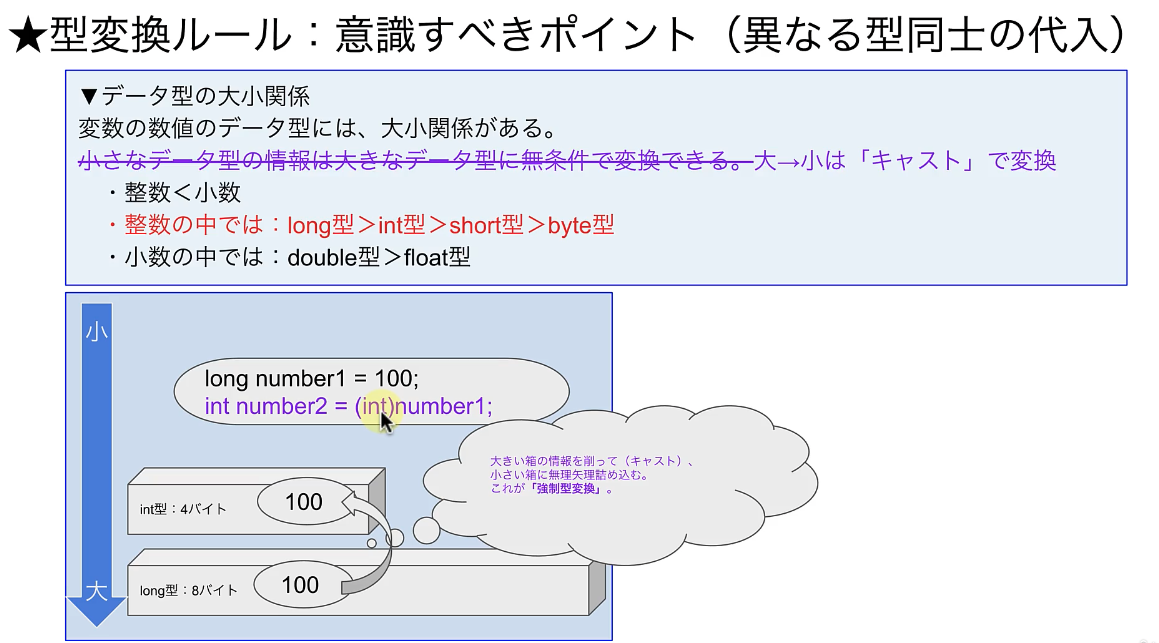 ★型変換ルール：意識すべきポイント（異なる型同士の代入）
▼データ型の大小関係
変数の数値のデータ型には、大小関係がある。
小さなデータ型の情報は大きなデータ型に無条件で変換できる。大→小は「キャスト」で変換
・整数＜小数
・整数の中では：long型＞int型＞short型＞byte型
・小数の中では：double型＞float型
小
long number1 = 100;
int number2 = (int)number1;
大きい箱の情報を削って（キャスト）、
小さい箱に無理矢理詰め込む。
これが「強制型変換」。
int型：4バイト
100
long型：8バイト
100
大